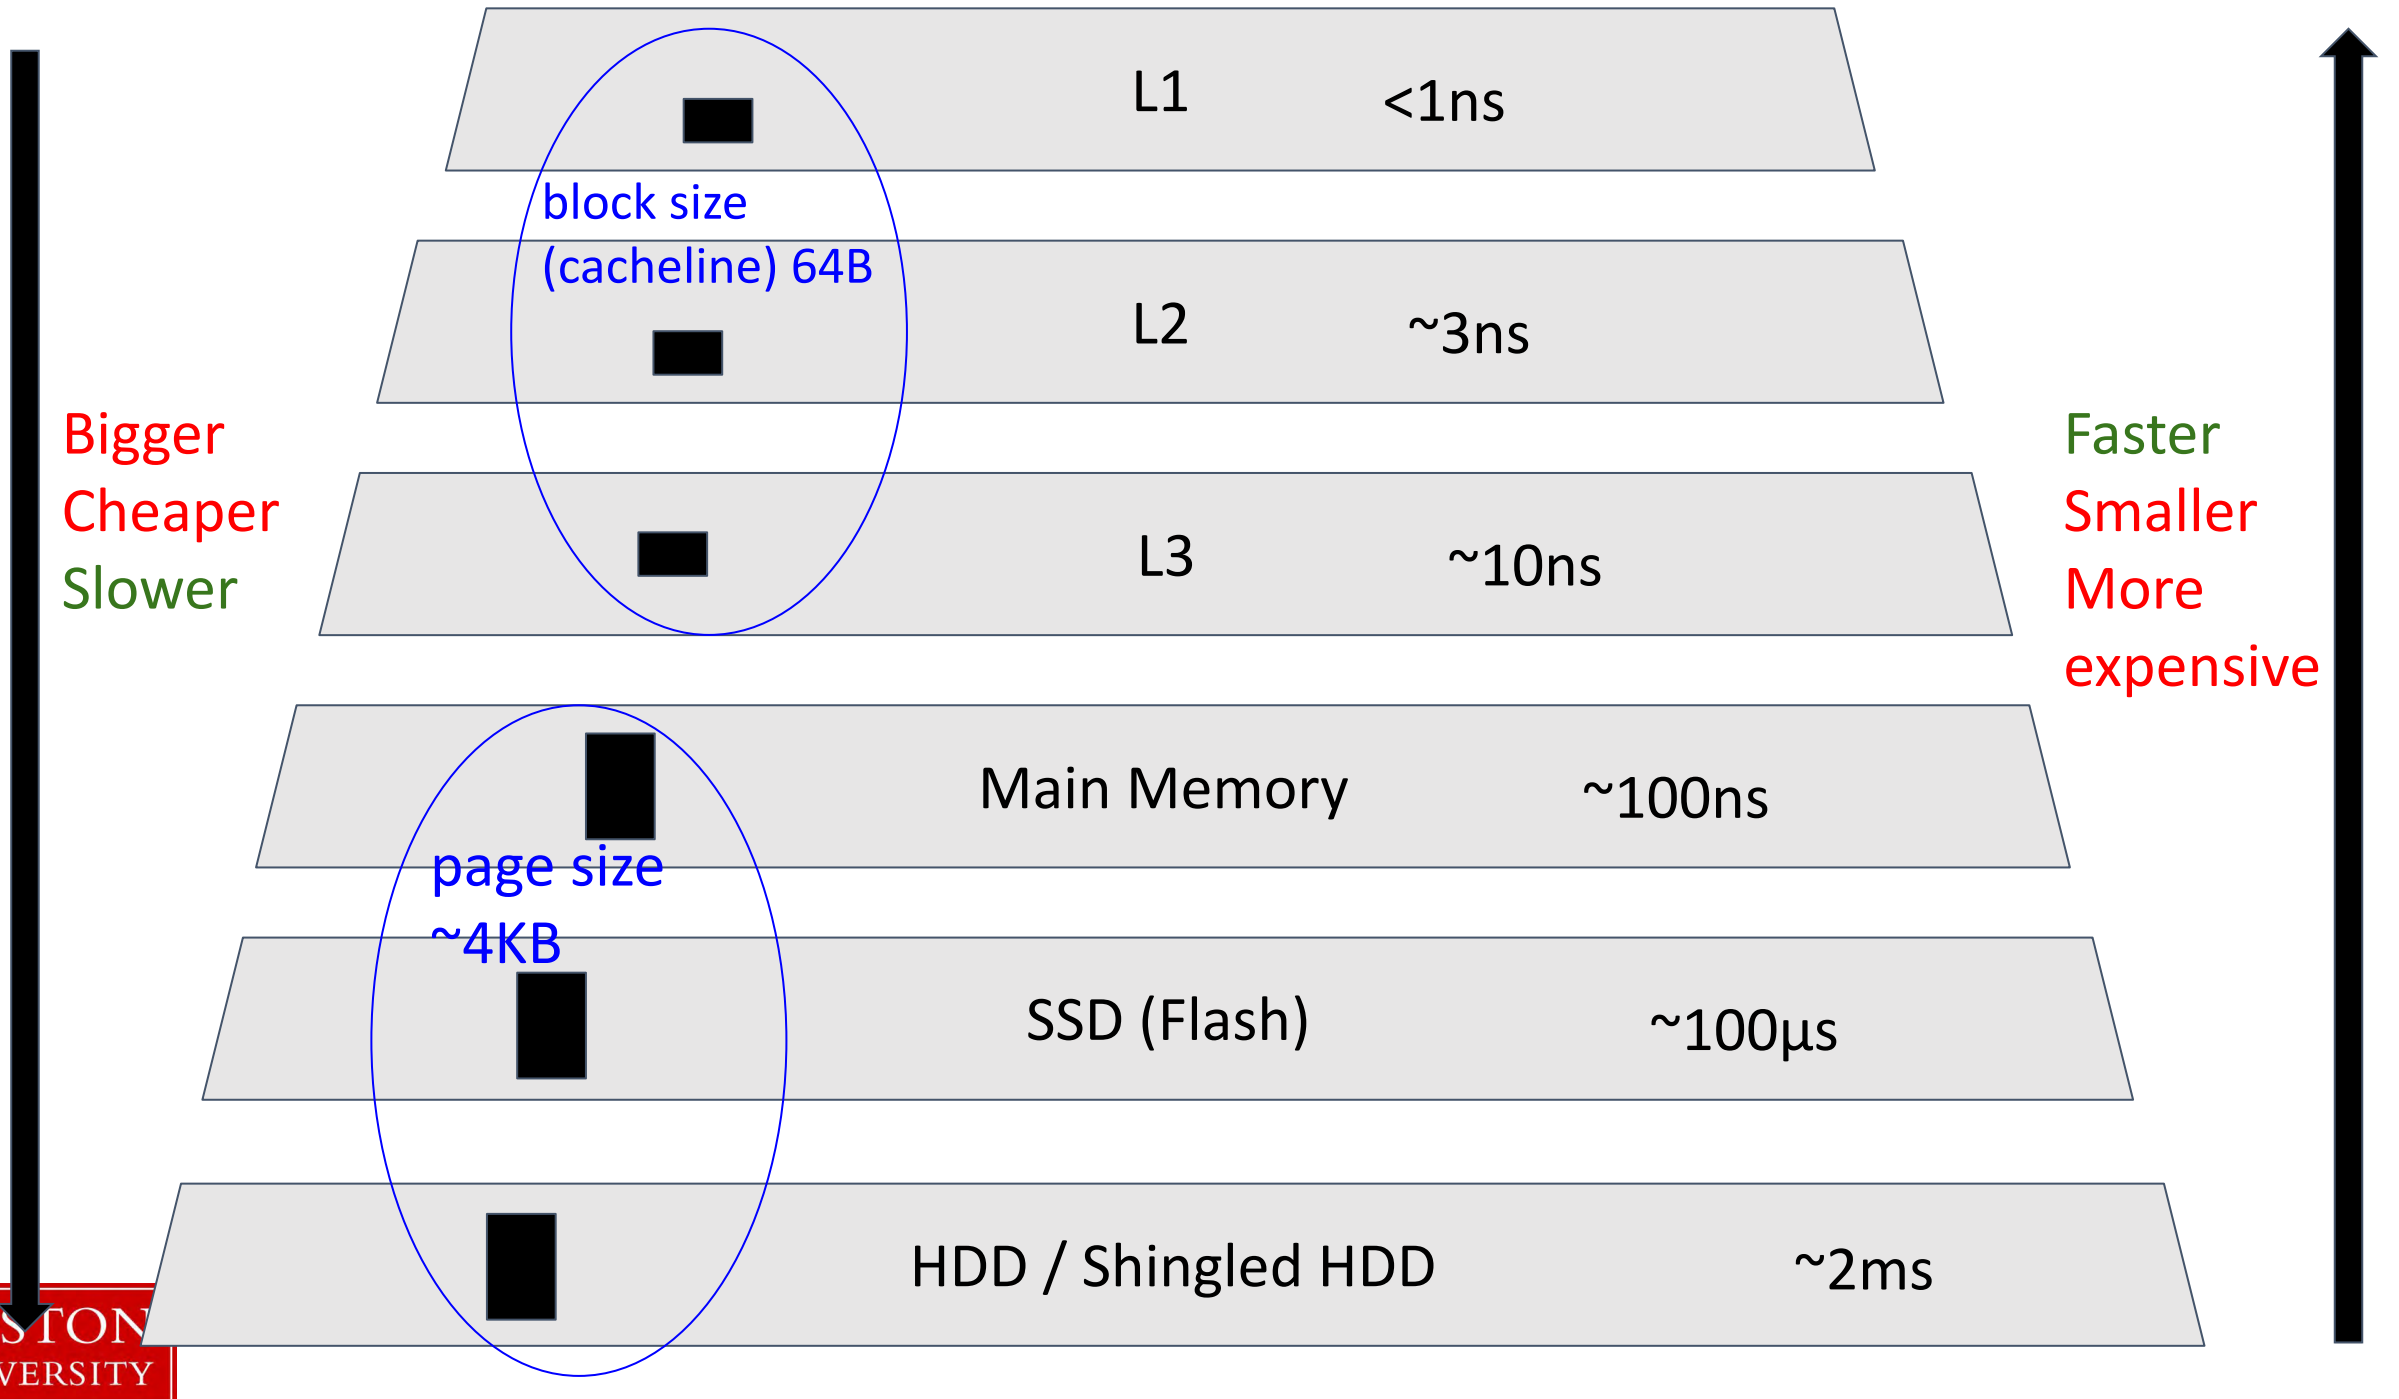 L1 <1ns
block size
(cacheline) 64B
L2 ~3ns
Bigger
Cheaper
Slower
Faster
Smaller
More
expensive
L3 ~10ns
Main Memory ~100ns
page size
~4KB
SSD (Flash) ~100µs
HDD / Shingled HDD ~2ms
STON
VERSITY